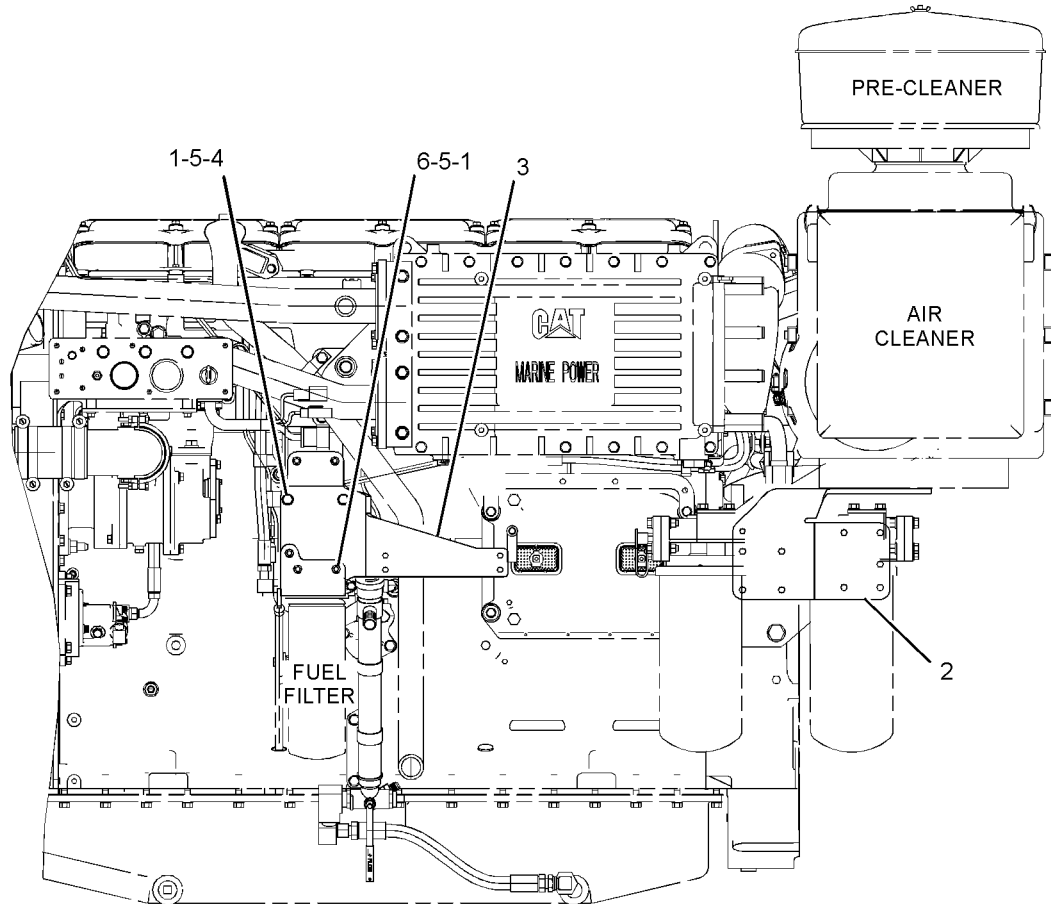 PRE-CLEANER
1-5-4
6-5-1
3
AIR
CLEANER
CAT
MARINE POWER
2
FUEL
FILTER